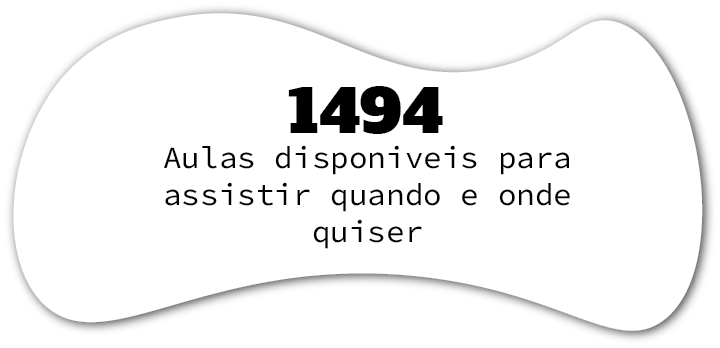 1494
Aulas disponiveis para
assistir quando e onde
quiser